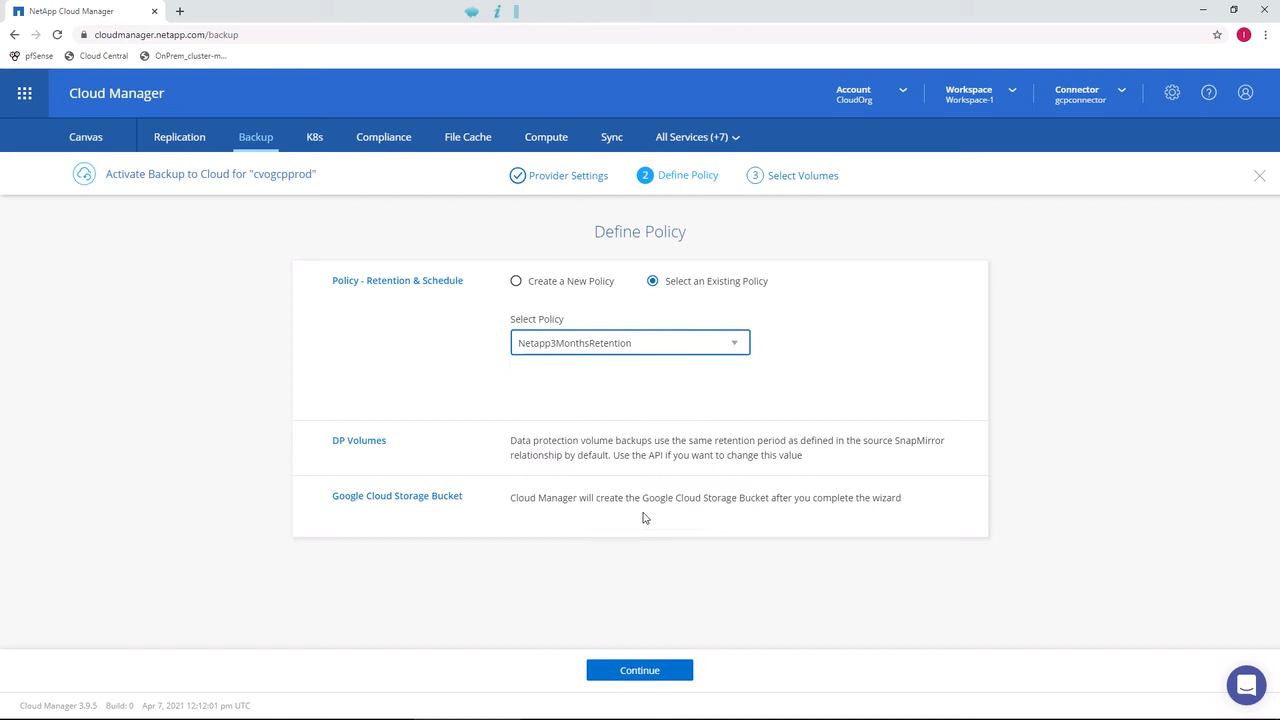 NetApp Cloud Manager
cloudmanager.netapp.com/backup
I
pfSense
Cloud Central
OnPrem_cluster-m...
Cloud Manager
Account
CloudOrg
Workspace
Workspace-1
Connector
gcpconnector
Canvas
Replication
Backup
K8s
Compliance
File Cache
Compute
Sync
All Services (+7)
Activate Backup to Cloud for "cvogcpprod"
Provider Settings
2 Define Policy
3 Select Volumes
Define Policy
Policy - Retention & Schedule
Create a New Policy
Select an Existing Policy
Select Policy
Netapp3MonthsRetention
DP Volumes
Data protection volume backups use the same retention period as defined in the source SnapMirror
relationship by default. Use the API if you want to change this value
Google Cloud Storage Bucket
Cloud Manager will create the Google Cloud Storage Bucket after you complete the wizard
Continue
Cloud Manager 3.9.5 Build: 0 Apr 7, 2021 12:12:01 pm UTC